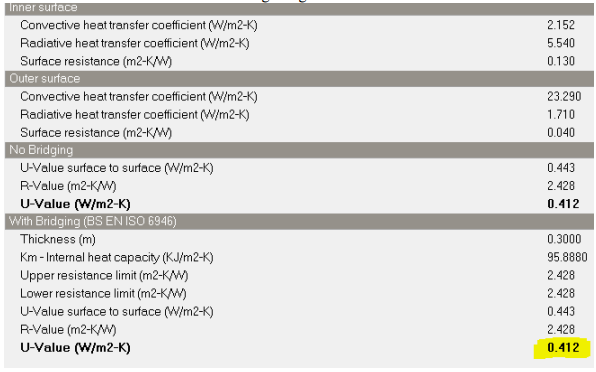 Inner surface
Convective heat transfer coefficient (W/m2-K) 2.152
Radiative heat transfer coefficient (W/m2-K) 5.540
Surface resistance (m2-K/W) 0.130
Outer surface
Convective heat transfer coefficient (W/m2-K) 23.290
Radiative heat transfer coefficient (W/m2-K) 1.710
Surface resistance (m2-K/W) 0.040
No Bridging
U-Value surface to surface (W/m2-K) 0.443
R-Value (m2-K/W) 2.428
U-Value (W/m2-K) 0.412
With Bridging (BS EN ISO 6946)
Thickness (m) 0.3000
Km - Internal heat capacity (KJ/m2-K) 95.8880
Upper resistance limit (m2-K/W) 2.428
Lower resistance limit (m2-K/W) 2.428
U-Value surface to surface (W/m2-K) 0.443
R-Value (m2-K/W) 2.428
U-Value (W/m2-K) 0.412